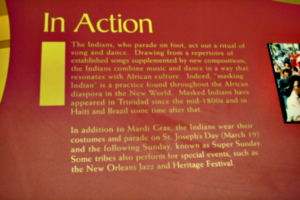 In Action
The Indians, who parade on foot, act out a ritual of
song and dance. Drawing from a repertoire of
established songs supplemented by new compositions,
the Indians combine music and dance in a way that
resonates with African culture. Indeed, "masking
Indian" is a practice found throughout the African
diaspora in the New World. Masked Indians have
appeared in Trinidad since the mid-1800s and in
Haiti and Brazil some time after that.
In addition to Mardi Gras, the Indians wear their
costumes and parade on St. Joseph's Day (March 19)
and the following Sunday, known as Super Sunday.
Some tribes also perform for special events, such as
the New Orleans Jazz and Heritage Festival.